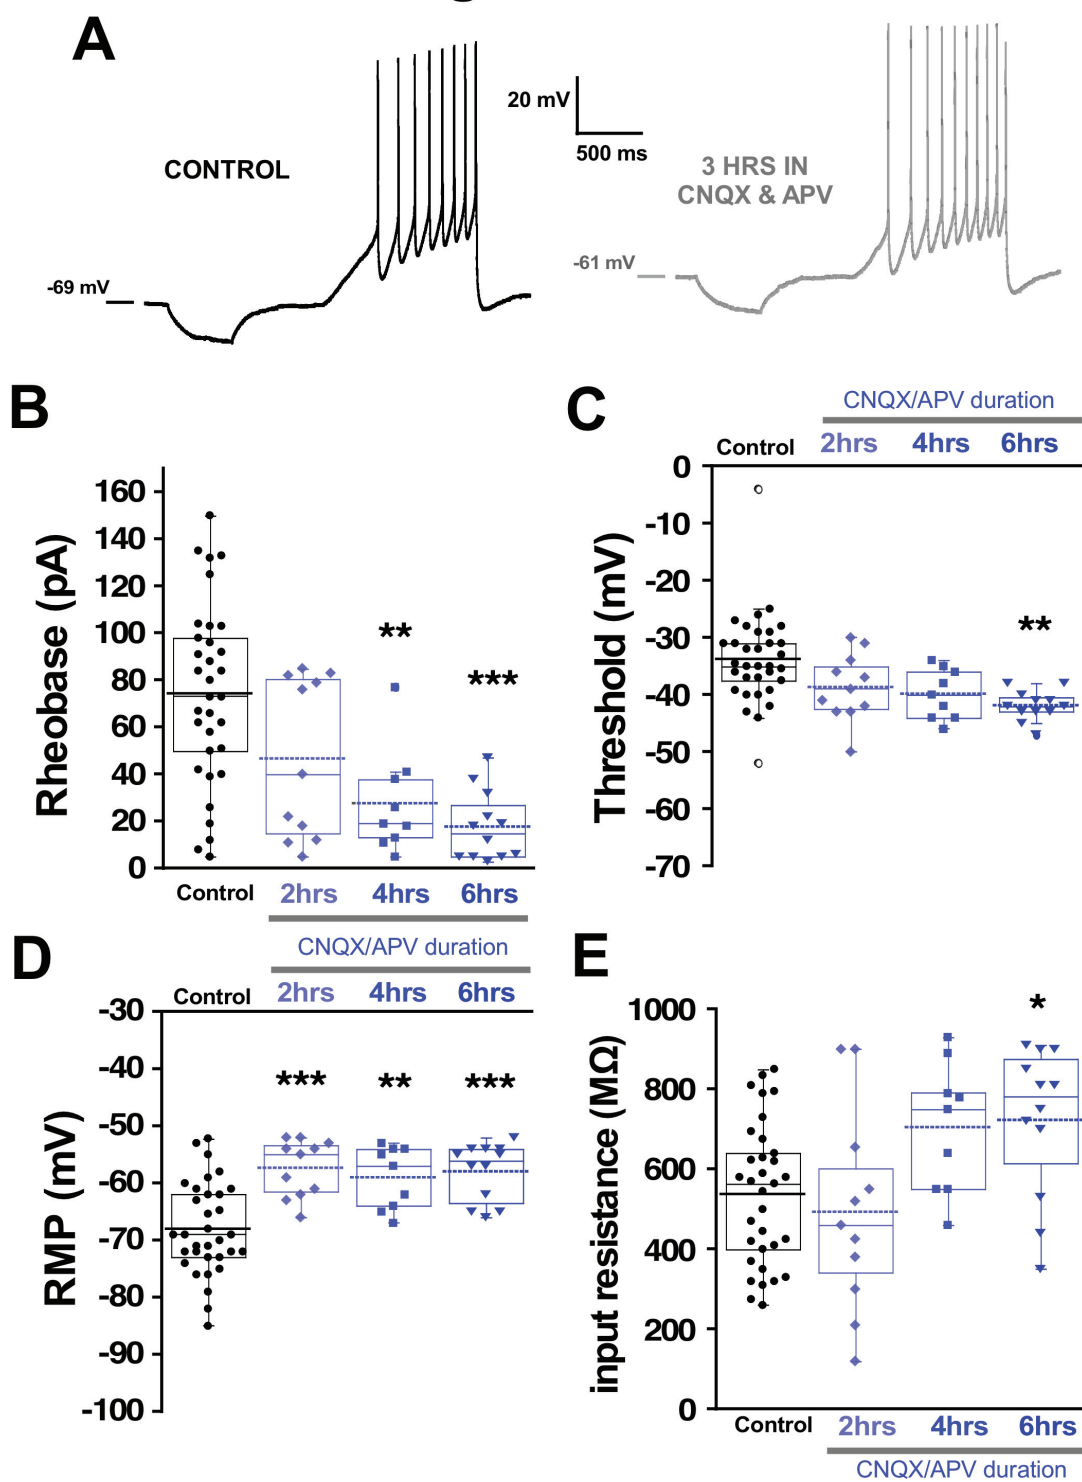 A
CONTROL
20 mV
500 ms
3 HRS IN
CNQX & APV
-69 mV
-61 mV
B
Rheobase (pA)
160
140
120
100
80
60
40
20
0
**
***
Control
2hrs
4hrs
6hrs
CNQX/APV duration
C
CNQX/APV duration
Control
2hrs
4hrs
6hrs
Threshold (mV)
0
-10
-20
-30
-40
-50
-60
-70
**
D
Control
2hrs
4hrs
6hrs
RMP (mV)
-30
-40
-50
-60
-70
-80
-90
-100
***
**
***
E
input resistance (MΩ)
1000
800
600
400
200
0
*
Control
2hrs
4hrs
6hrs
CNQX/APV duration